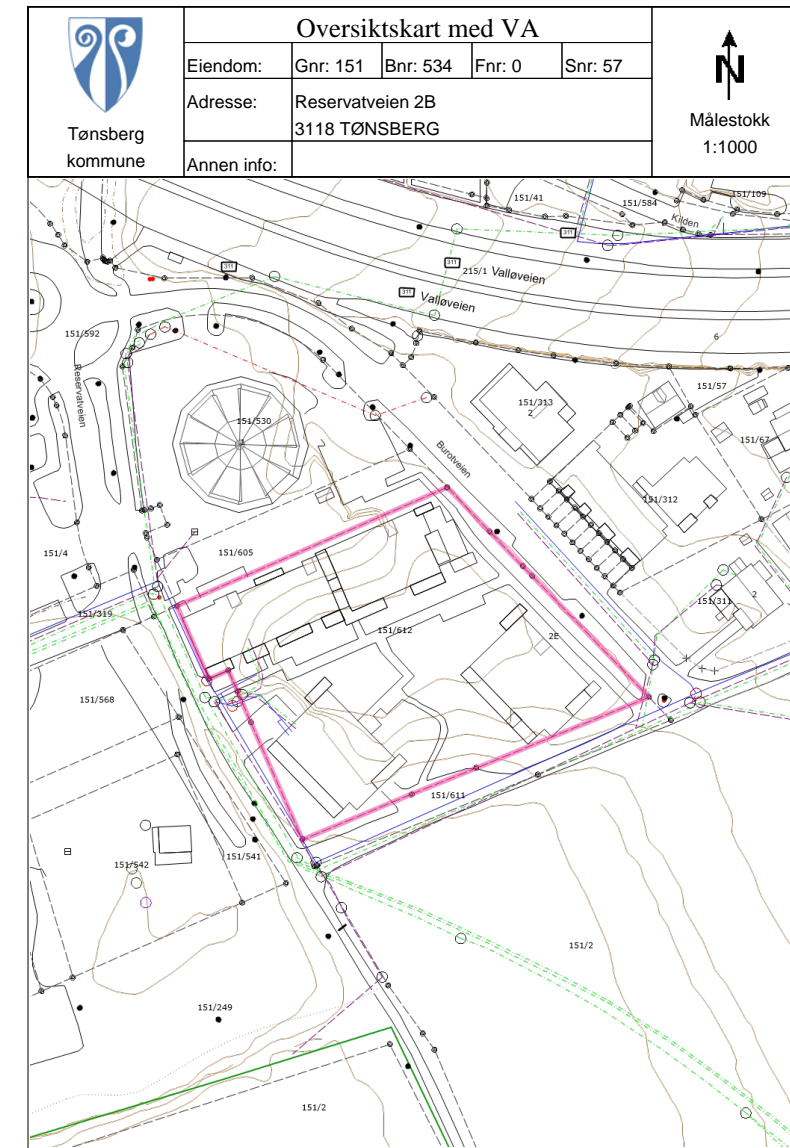 Oversiktskart med VA
Eiendom: Gnr: 151 Bnr: 534 Fnr: 0 Snr: 57
Adresse: Reservatveien 2B
3118 TØNSBERG
Annen info:
Tønsberg
kommune
N
Målestokk
1:1000
151/41
151/584
151/109
Kilden
311
311
311
215/1 Valløveien
311
Valløveien
6
151/592
Reservatveien
151/57
151/313
2
151/530
151/67
Burotveien
151/312
151/4
151/605
151/319
151/311
2
151/612
2E
151/568
151/611
151/541
151/542
151/2
151/249
151/2